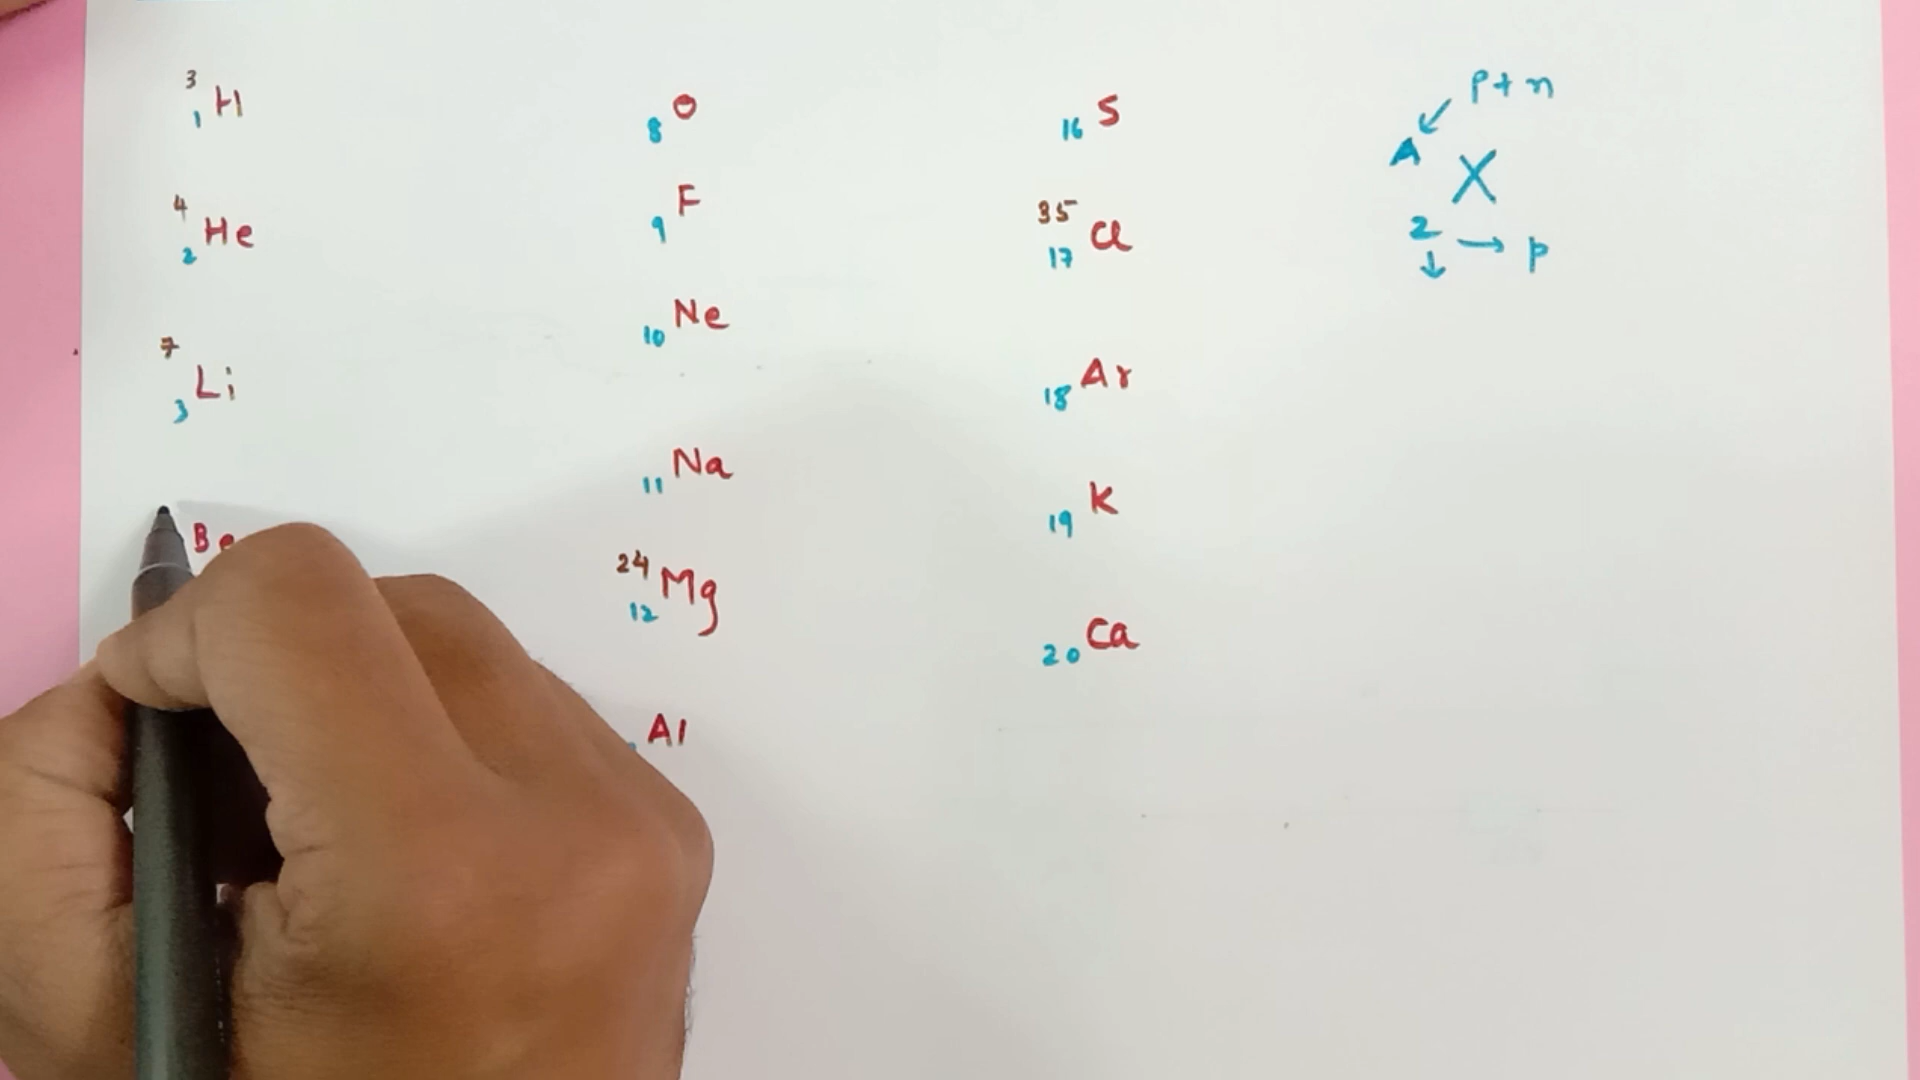 3
1 H
4
2 He
7
3 Li
Be
8 O
9 F
10 Ne
11 Na
24
12 Mg
Al
16 S
35
17 Cl
18 Ar
19 K
20 Ca
p+n
A
X
Z → p